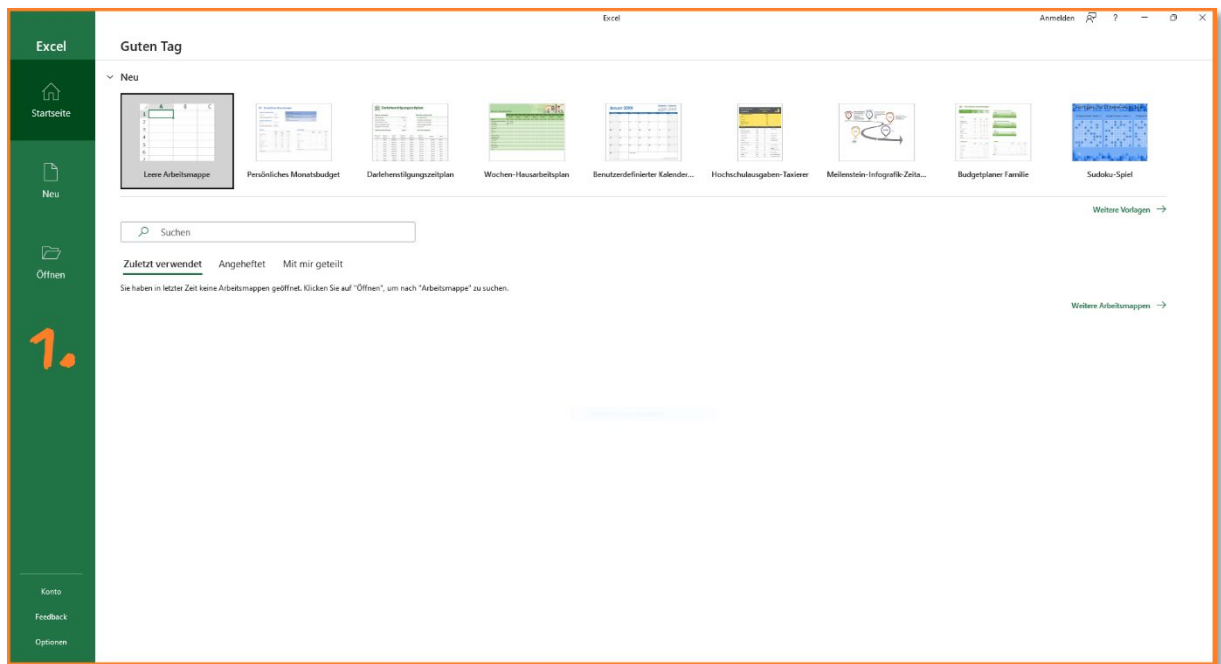 Excel
Anmelden
?
Excel
Guten Tag
Neu
Startseite
Leere Arbeitsmappe
Persönliches Monatsbudget
Darlehenstilgungszeitplan
Wochen-Hausarbeitsplan
Benutzerdefinierter Kalender...
Hochschulausgaben-Taxierer
Meilenstein-Infografik-Zeita...
Budgetplaner Familie
Sudoku-Spiel
Neu
Weitere Vorlagen
Suchen
Öffnen
Zuletzt verwendet Angeheftet Mit mir geteilt
Sie haben in letzter Zeit keine Arbeitsmappen geöffnet. Klicken Sie auf "Öffnen", um nach "Arbeitsmappe" zu suchen.
Weitere Arbeitsmappen
1.
Konto
Feedback
Optionen